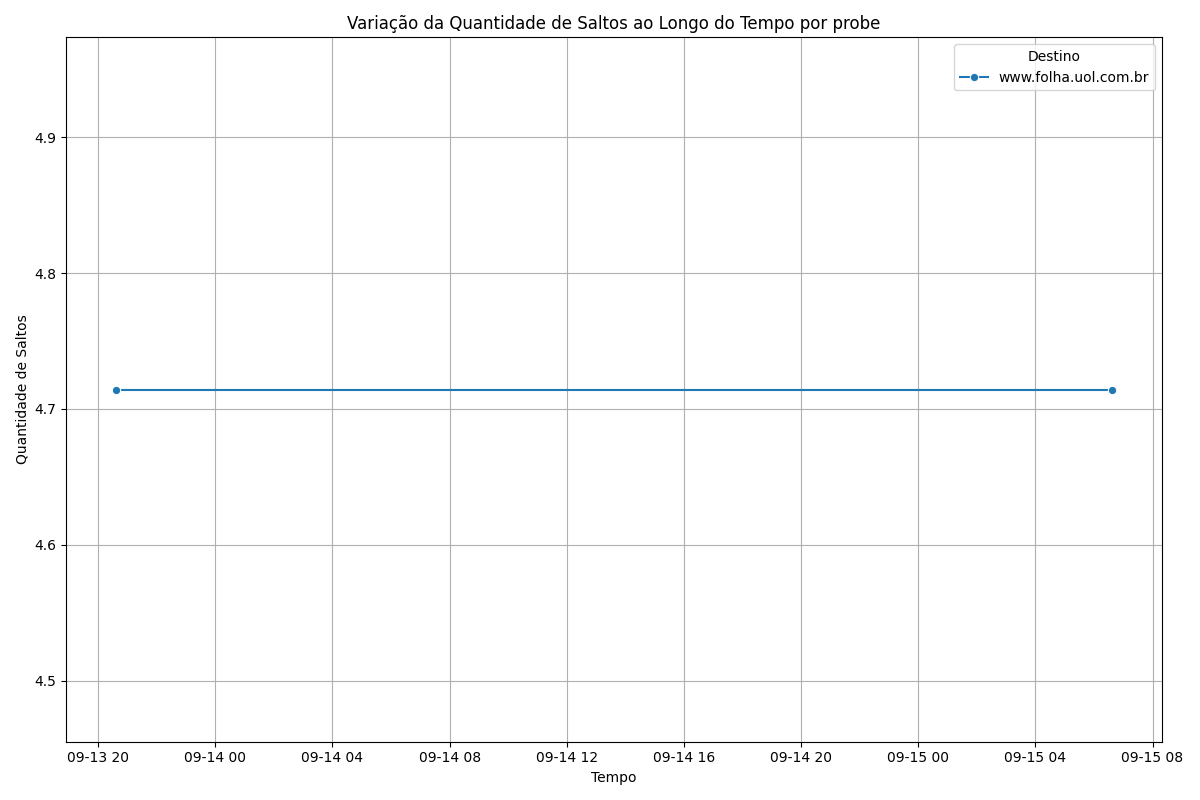 Variação da Quantidade de Saltos ao Longo do Tempo por probe
Destino
www.folha.uol.com.br
4.9
4.8
4.7
4.6
4.5
Quantidade de Saltos
09-13 20 09-14 00 09-14 04 09-14 08 09-14 12 09-14 16 09-14 20 09-15 00 09-15 04 09-15 08
Tempo